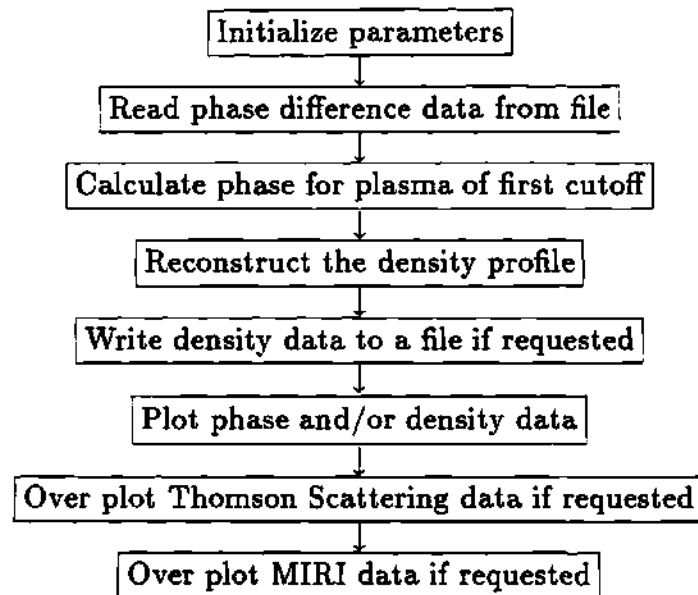 Initialize parameters
Read phase difference data from file
Calculate phase for plasma of first cutoff
Reconstruct the density profile
Write density data to a file if requested
Plot phase and/or density data
Over plot Thomson Scattering data if requested
Over plot MIRI data if requested